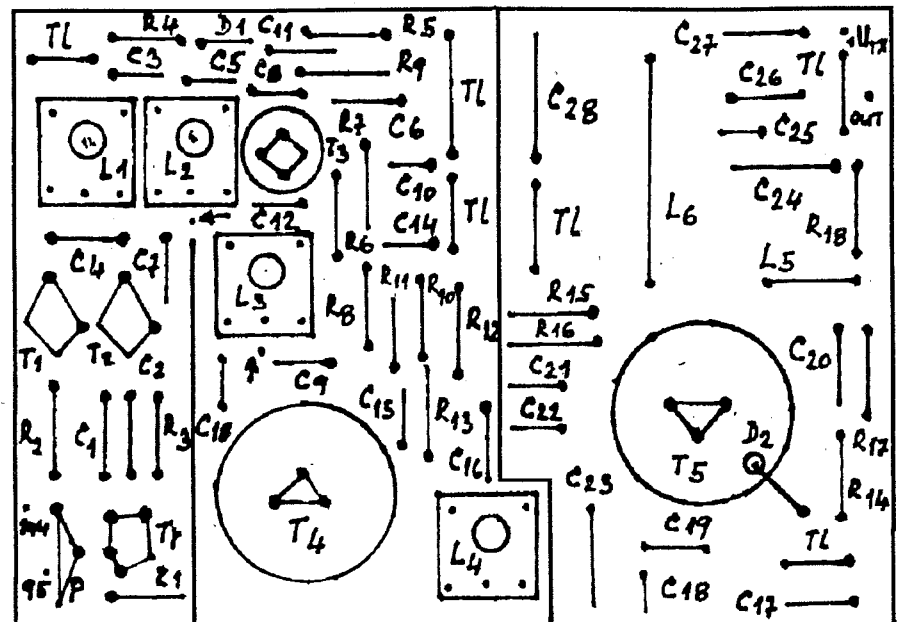 Tl R4 D1 C11 R5 C27 Tl
C3 C5 C8 R9 C26
Tl C28 OUT
12 L1 6 L2 T3 R7 C6 C25
C10
C12 C14 Tl Tl L6 C24 R18
C4 C7 L3 R6 L5
R8 R11 R10 R12 R15
T1 T2 C2 R16 C20
C9 C21
R2 C1 R3 C18 C15 R13 C22
C16 T5 D2 R17
C23 R14
T4 L4 C19 Tl
95 P C18 C17